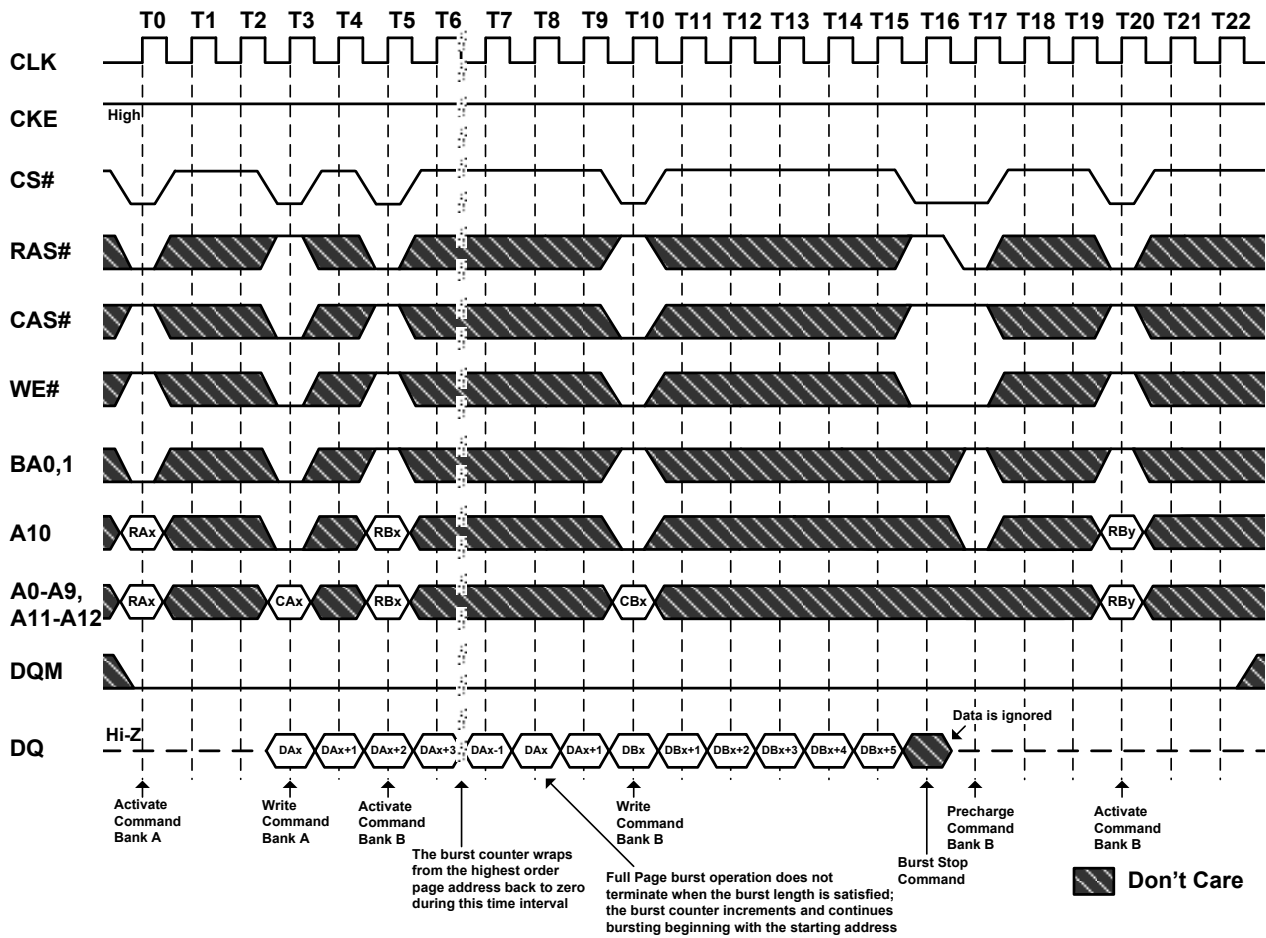 T0 T1 T2 T3 T4 T5 T6 T7 T8 T9 T10 T11 T12 T13 T14 T15 T16 T17 T18 T19 T20 T21 T22
CLK
CKE
High
CS#
RAS#
CAS#
WE#
BA0,1
A10
RAx RBx RBy
A0-A9,
A11-A12
RAx CAx RBx CBx RBy
DQM
DQ
Hi-Z
DAx DAx+1 DAx+2 DAx+3 DAx-1 DAx DAx+1 DBx DBx+1 DBx+2 DBx+3 DBx+4 DBx+5
Data is ignored
Activate
Command
Bank A
Write
Command
Bank A
Activate
Command
Bank B
The burst counter wraps
from the highest order
page address back to zero
during this time interval
Write
Command
Bank B
Full Page burst operation does not
terminate when the burst length is satisfied;
the burst counter increments and continues
bursting beginning with the starting address
Burst Stop
Command
Precharge
Command
Bank B
Activate
Command
Bank B
Don't Care